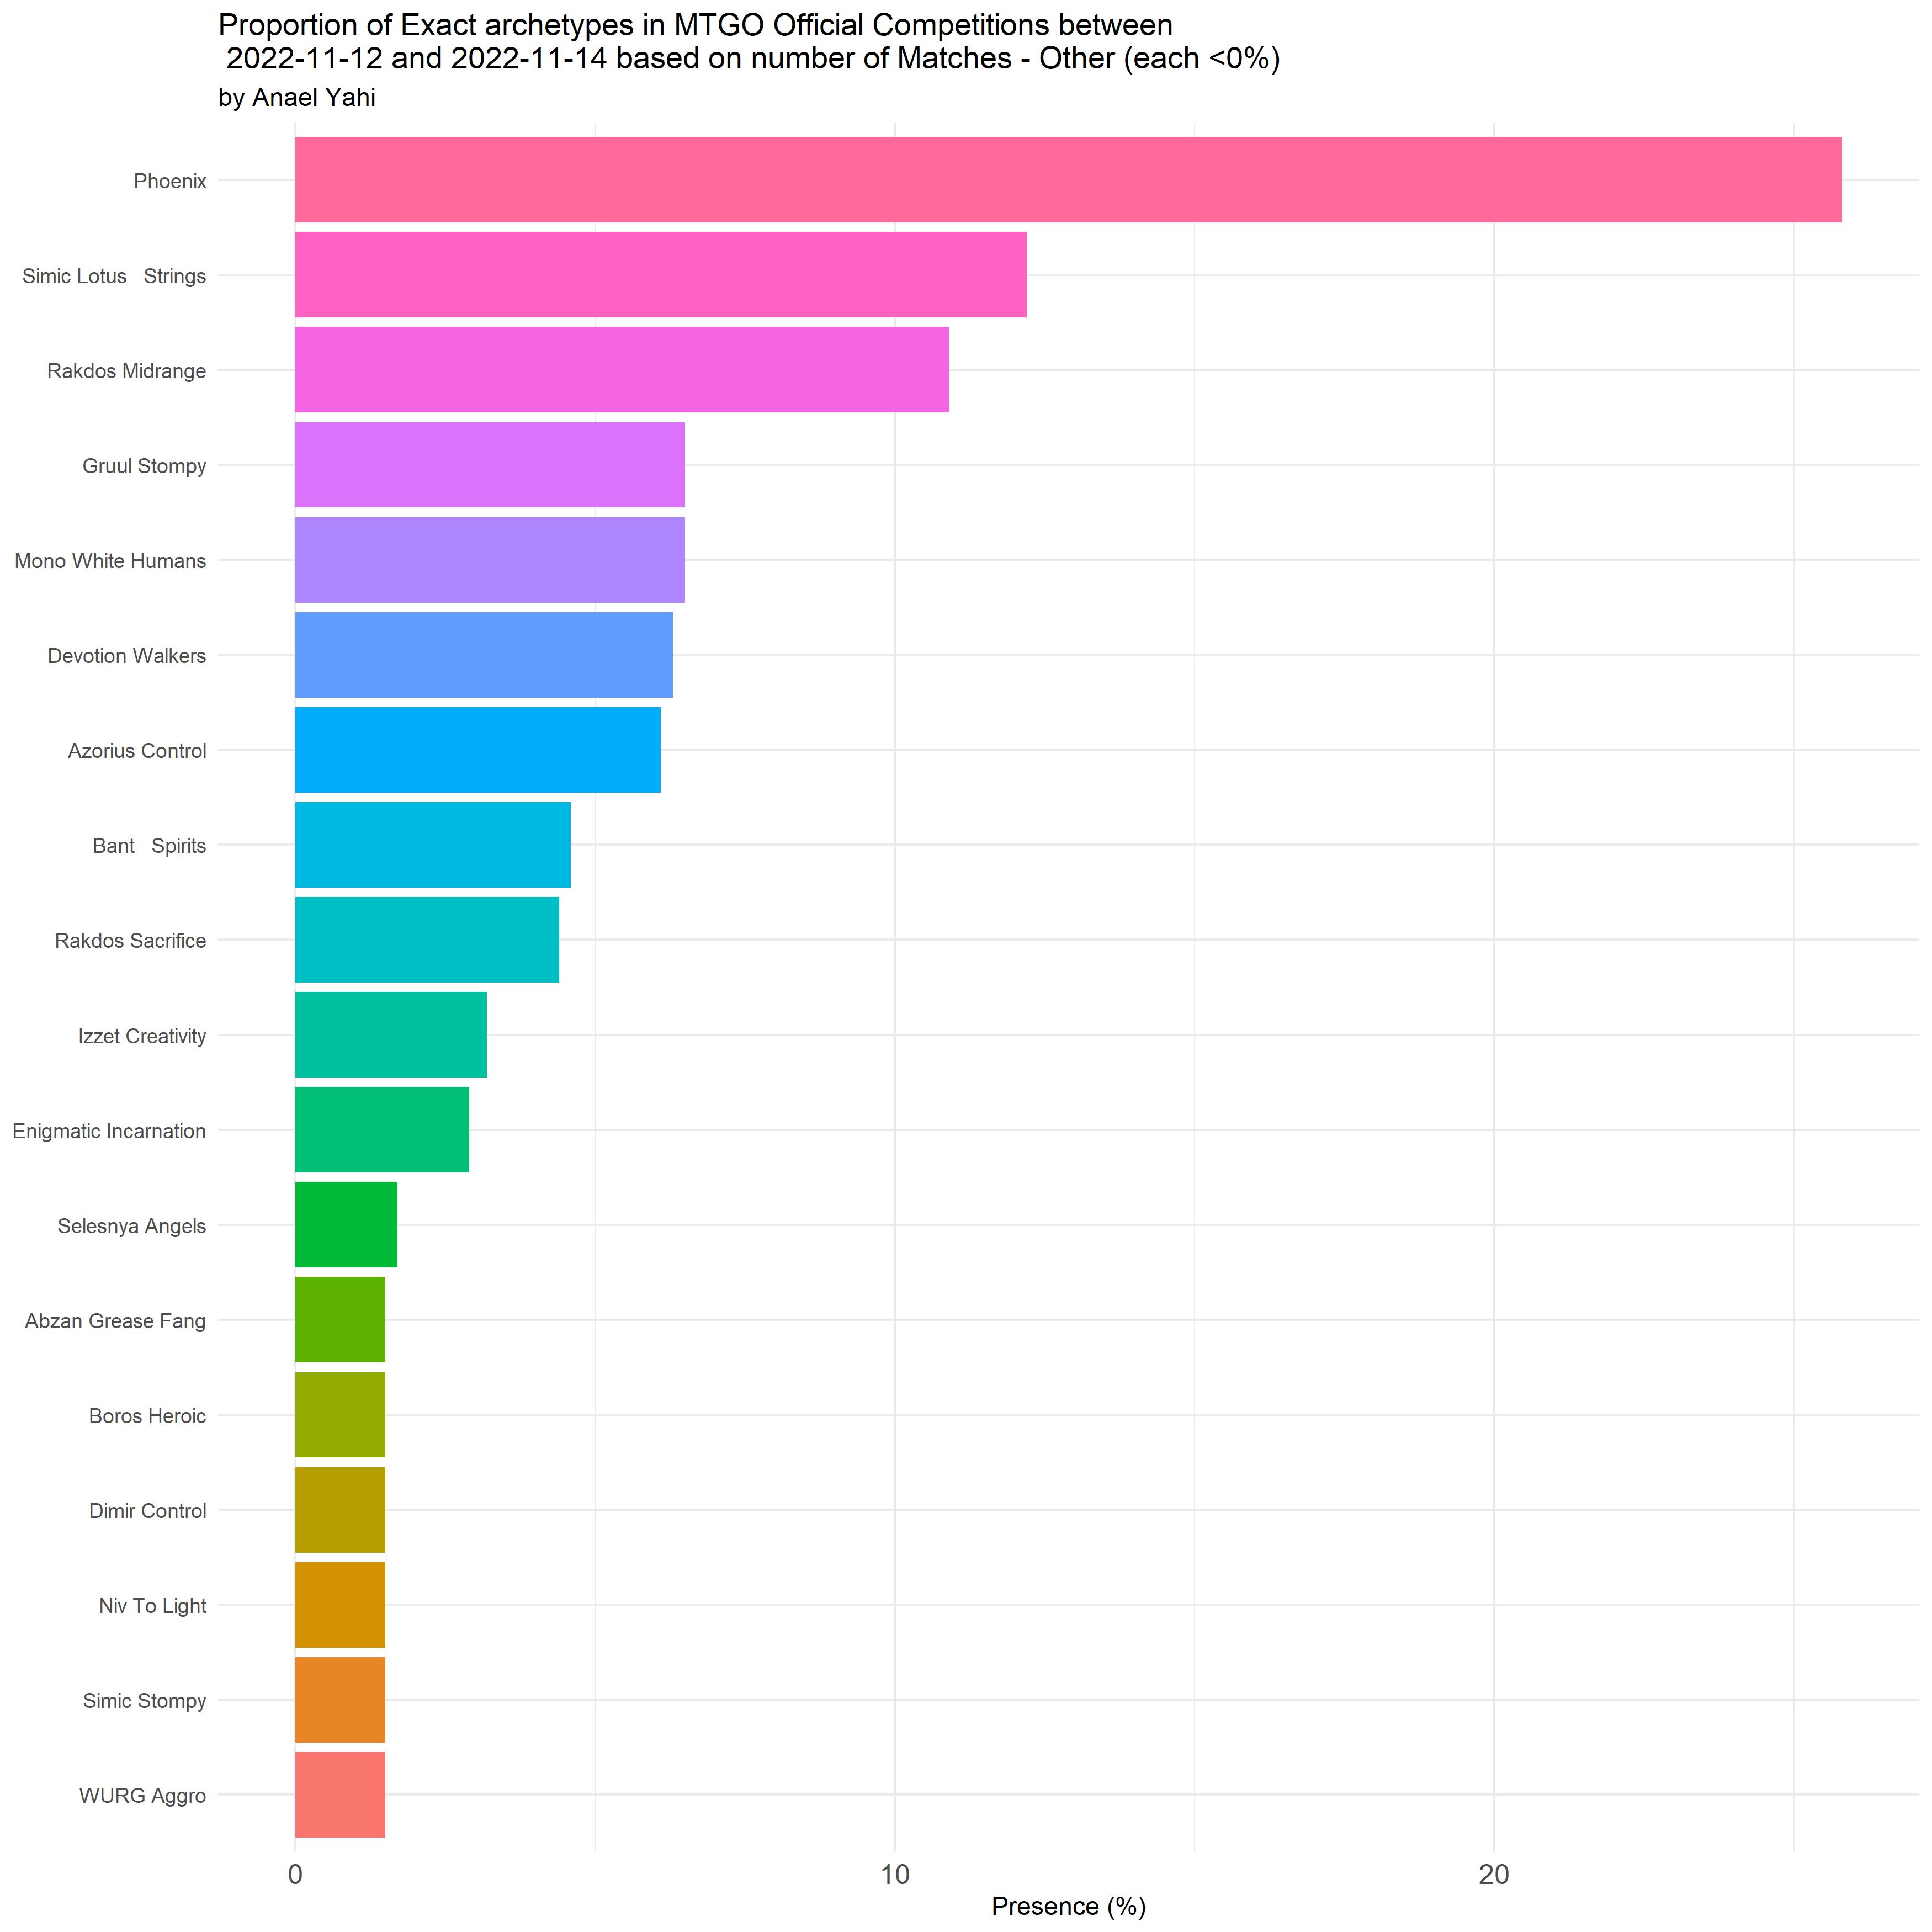 Proportion of Exact archetypes in MTGO Official Competitions between
2022-11-12 and 2022-11-14 based on number of Matches - Other (each <0%)
by Anael Yahi
Phoenix
Simic Lotus   Strings
Rakdos Midrange
Gruul Stompy
Mono White Humans
Devotion Walkers
Azorius Control
Bant   Spirits
Rakdos Sacrifice
Izzet Creativity
Enigmatic Incarnation
Selesnya Angels
Abzan Grease Fang
Boros Heroic
Dimir Control
Niv To Light
Simic Stompy
WURG Aggro
0 10 20
Presence (%)